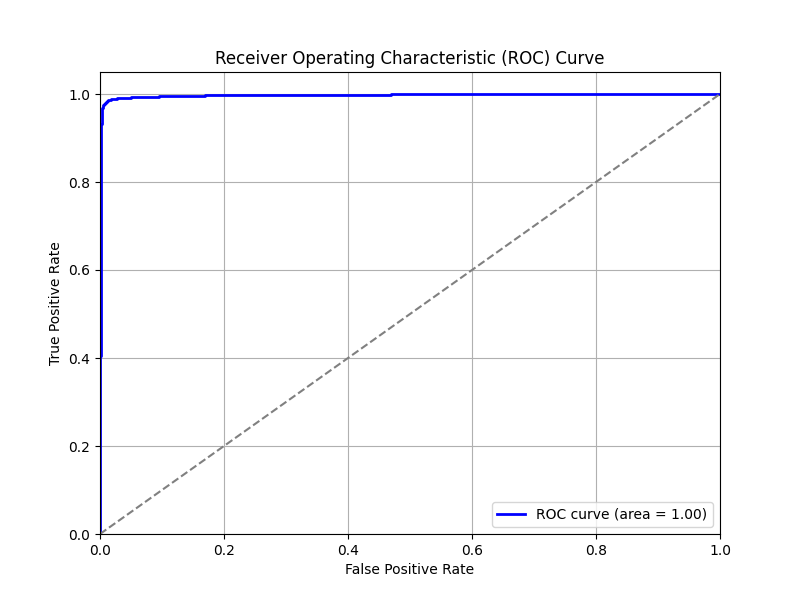 Receiver Operating Characteristic (ROC) Curve
True Positive Rate
1.0
0.8
0.6
0.4
0.2
0.0
0.0 0.2 0.4 0.6 0.8 1.0
False Positive Rate
ROC curve (area = 1.00)